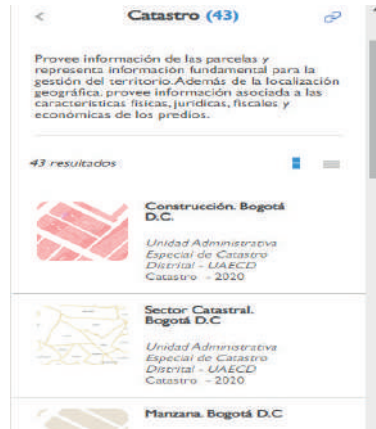 Catastro (43)
Provee información de las parcelas y
representa información fundamental para la
gestión del territorio. Además de la localización
geográfica, provee información asociada a las
características físicas, jurídicas, fiscales y
económicas de los predios.
43 resultados
Construcción. Bogotá
D.C.
Unidad Administrativa
Especial de Catastro
Distrital - UAECD
Catastro - 2020
Sector Catastral.
Bogotá D.C
Unidad Administrativa
Especial de Catastro
Distrital - UAECD
Catastro - 2020
Manzana. Bogotá D.C